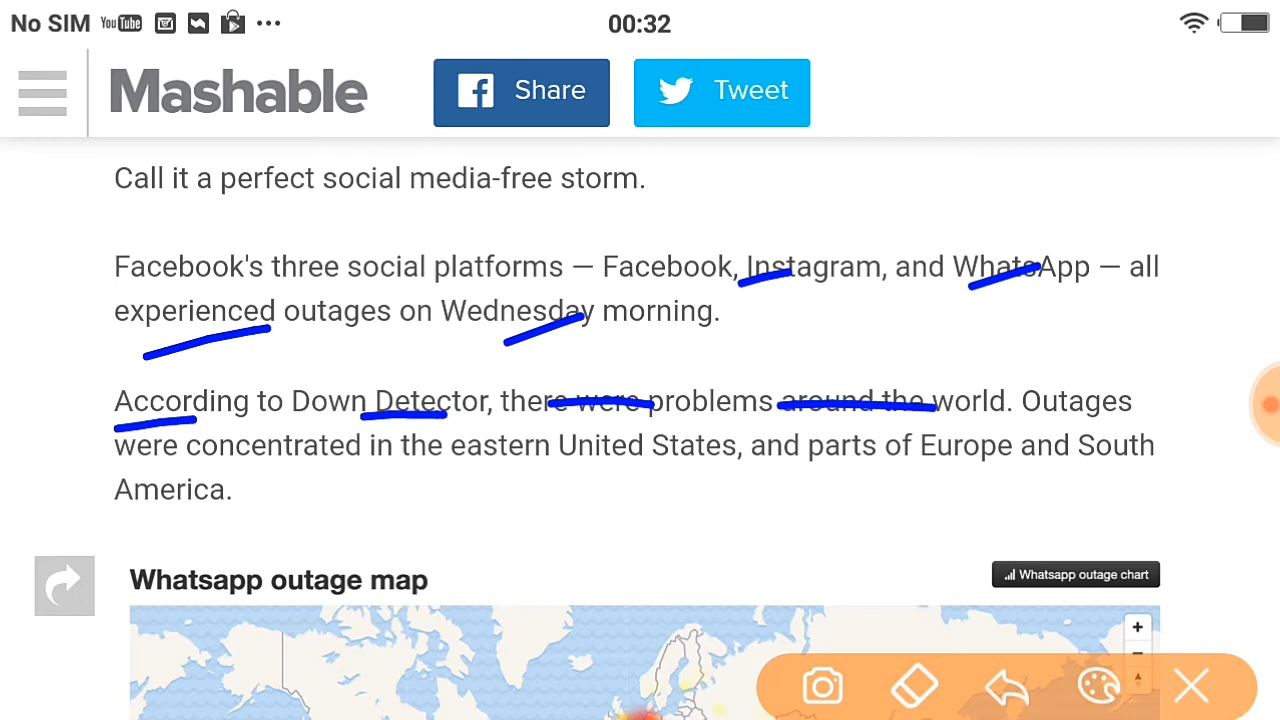 No SIM YouTube 00:32
Mashable Share Tweet
Call it a perfect social media-free storm.
Facebook's three social platforms — Facebook, Instagram, and WhatsApp — all
experienced outages on Wednesday morning.
According to Down Detector, there were problems around the world. Outages
were concentrated in the eastern United States, and parts of Europe and South
America.
Whatsapp outage map Whatsapp outage chart